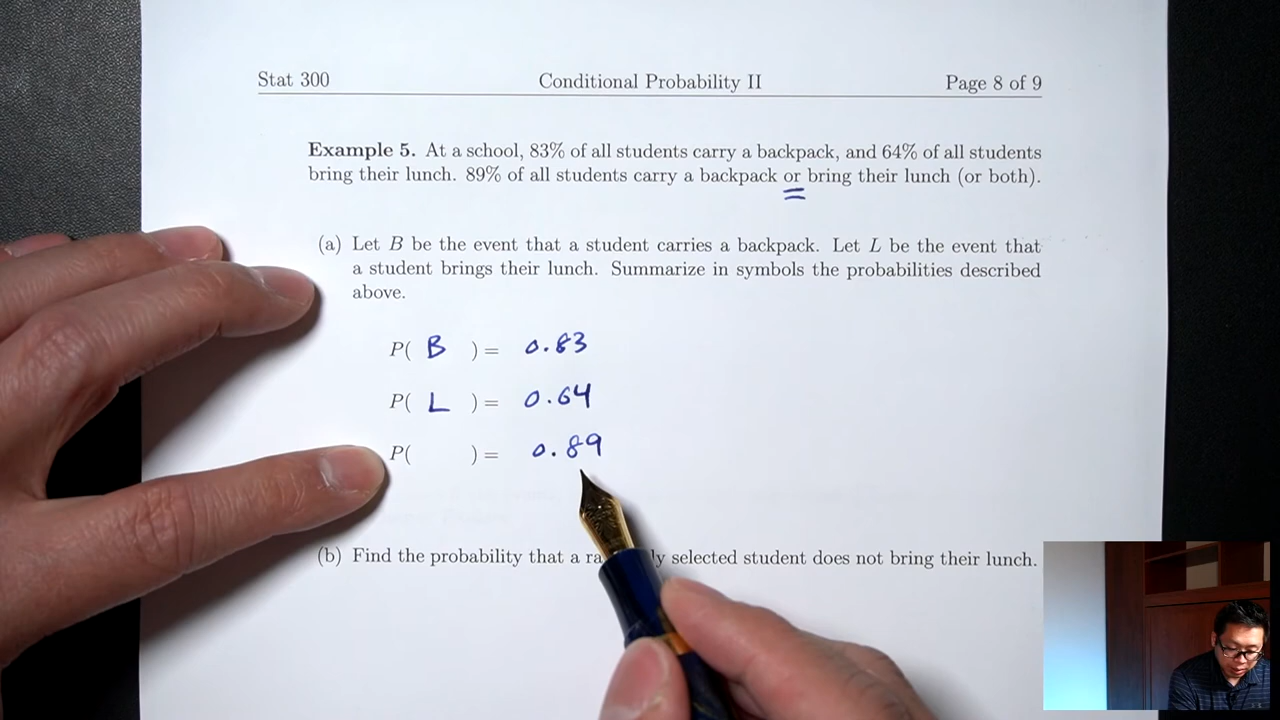 Stat 300 Conditional Probability II Page 8 of 9
Example 5. At a school, 83% of all students carry a backpack, and 64% of all students
bring their lunch. 89% of all students carry a backpack or bring their lunch (or both).
(a) Let B be the event that a student carries a backpack. Let L be the event that
a student brings their lunch. Summarize in symbols the probabilities described
above.
P( B ) = 0.83
P( L ) = 0.64
P( ) = 0.89
(b) Find the probability that a ra ly selected student does not bring their lunch.